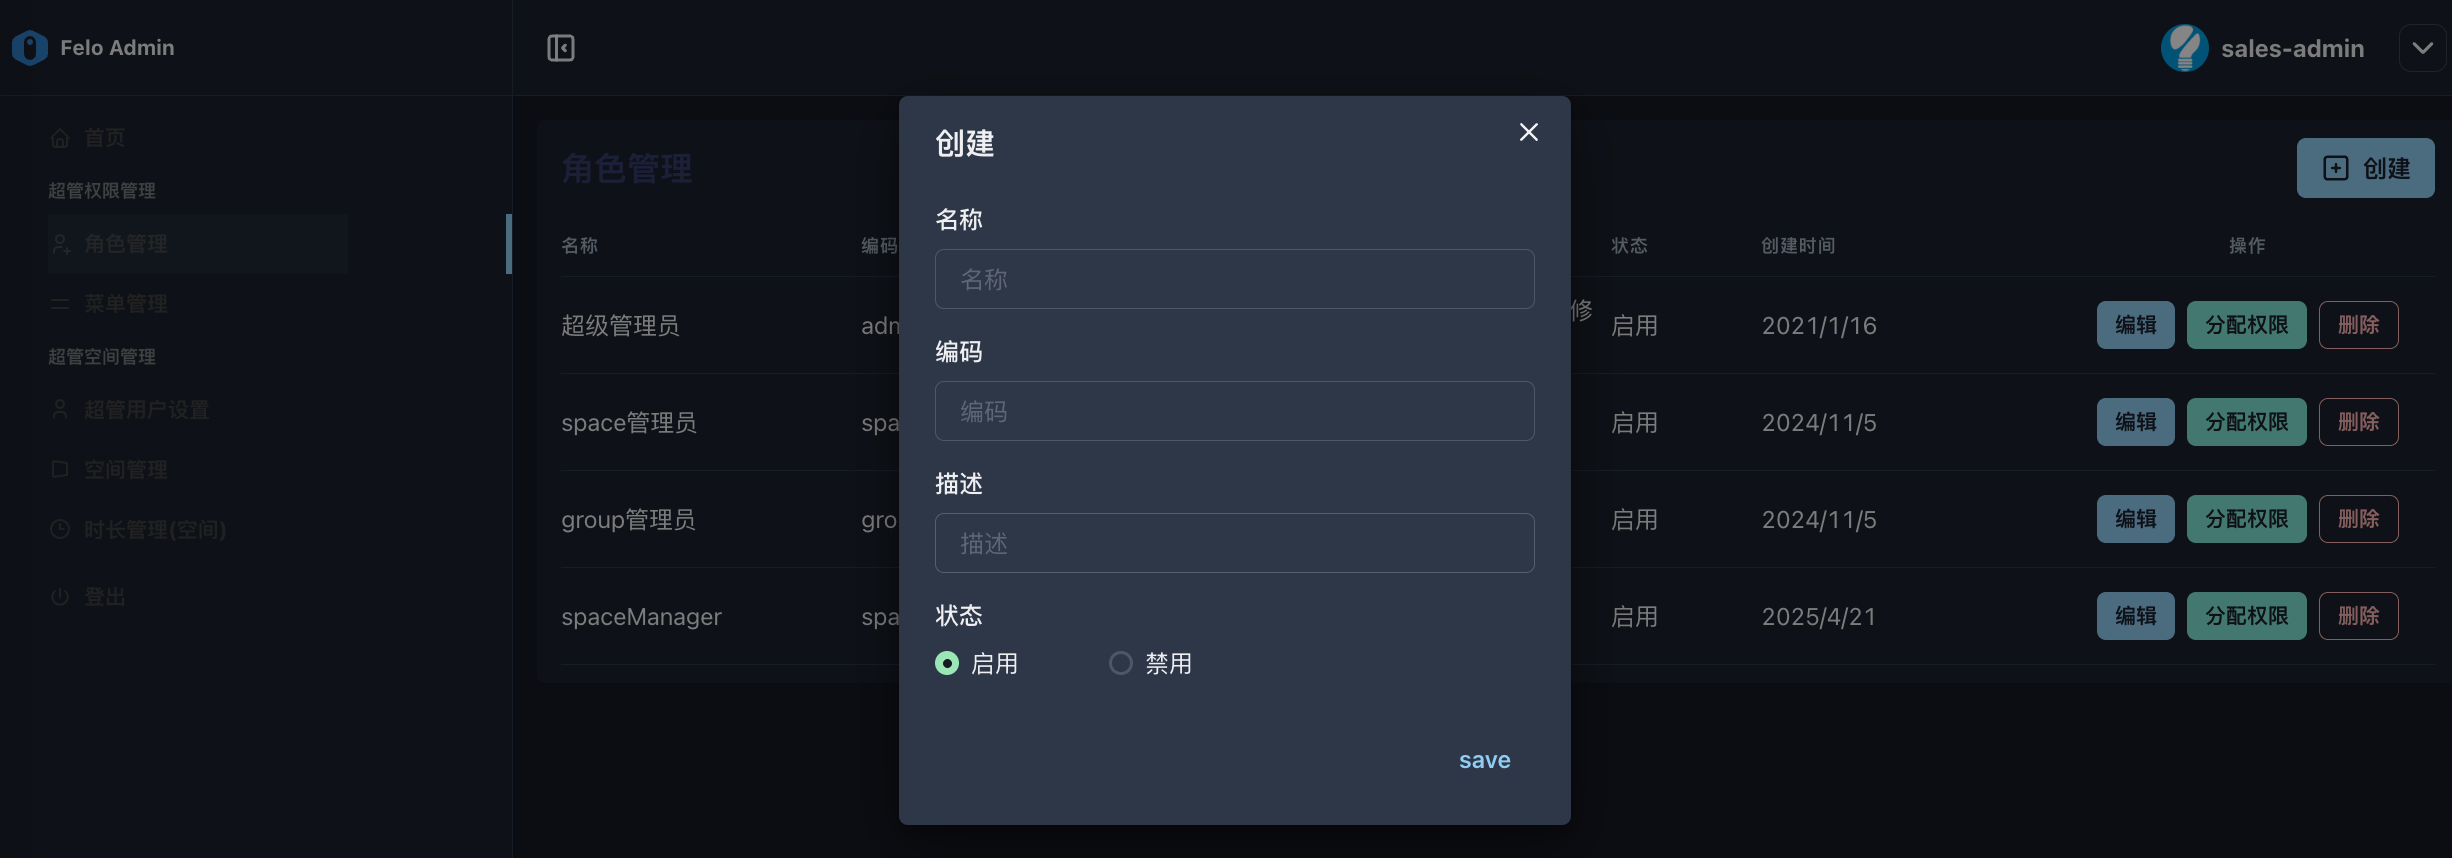 Felo Admin
sales-admin
首页
超管权限管理
角色管理
菜单管理
超管空间管理
超管用户设置
空间管理
时长管理(空间)
登出
角色管理
创建
名称 编码 状态 创建时间 操作
超级管理员 adn 修 启用 2021/1/16 编辑 分配权限 删除
space管理员 spa 启用 2024/11/5 编辑 分配权限 删除
group管理员 gro 启用 2024/11/5 编辑 分配权限 删除
spaceManager spa 启用 2025/4/21 编辑 分配权限 删除
创建
名称
名称
编码
编码
描述
描述
状态
启用 禁用
save